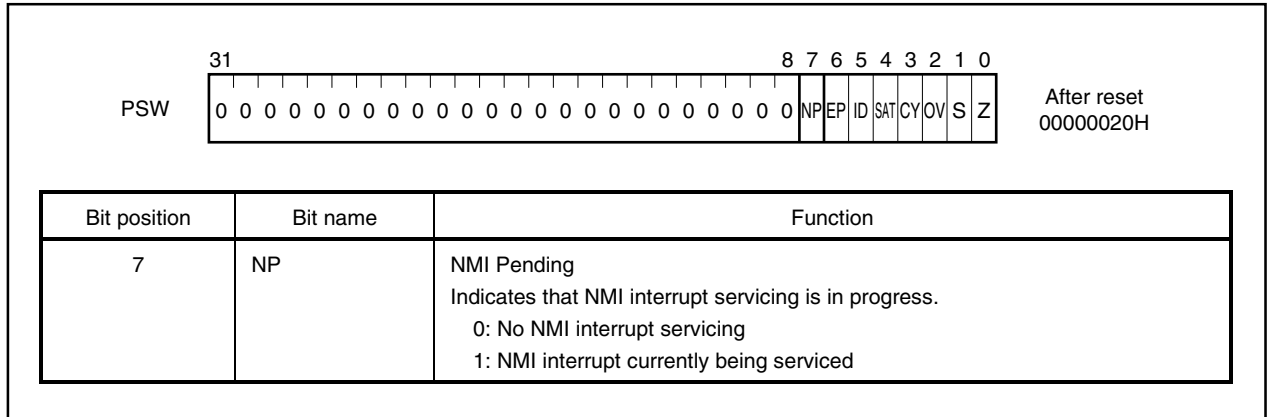 31 8 7 6 5 4 3 2 1 0
PSW 0 0 0 0 0 0 0 0 0 0 0 0 0 0 0 0 0 0 0 0 0 0 0 0 NP EP ID SAT CY OV S Z After reset
00000020H
Bit position Bit name Function
7 NP NMI Pending
Indicates that NMI interrupt servicing is in progress.
0: No NMI interrupt servicing
1: NMI interrupt currently being serviced